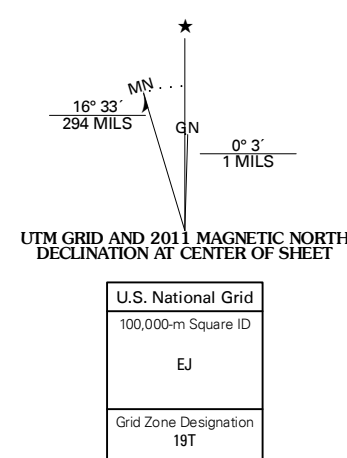 ★
MN
16° 33´
294 MILS
GN
0° 3´
1 MILS
UTM GRID AND 2011 MAGNETIC NORTH
DECLINATION AT CENTER OF SHEET
U.S. National Grid
100,000-m Square ID
EJ
Grid Zone Designation
19T